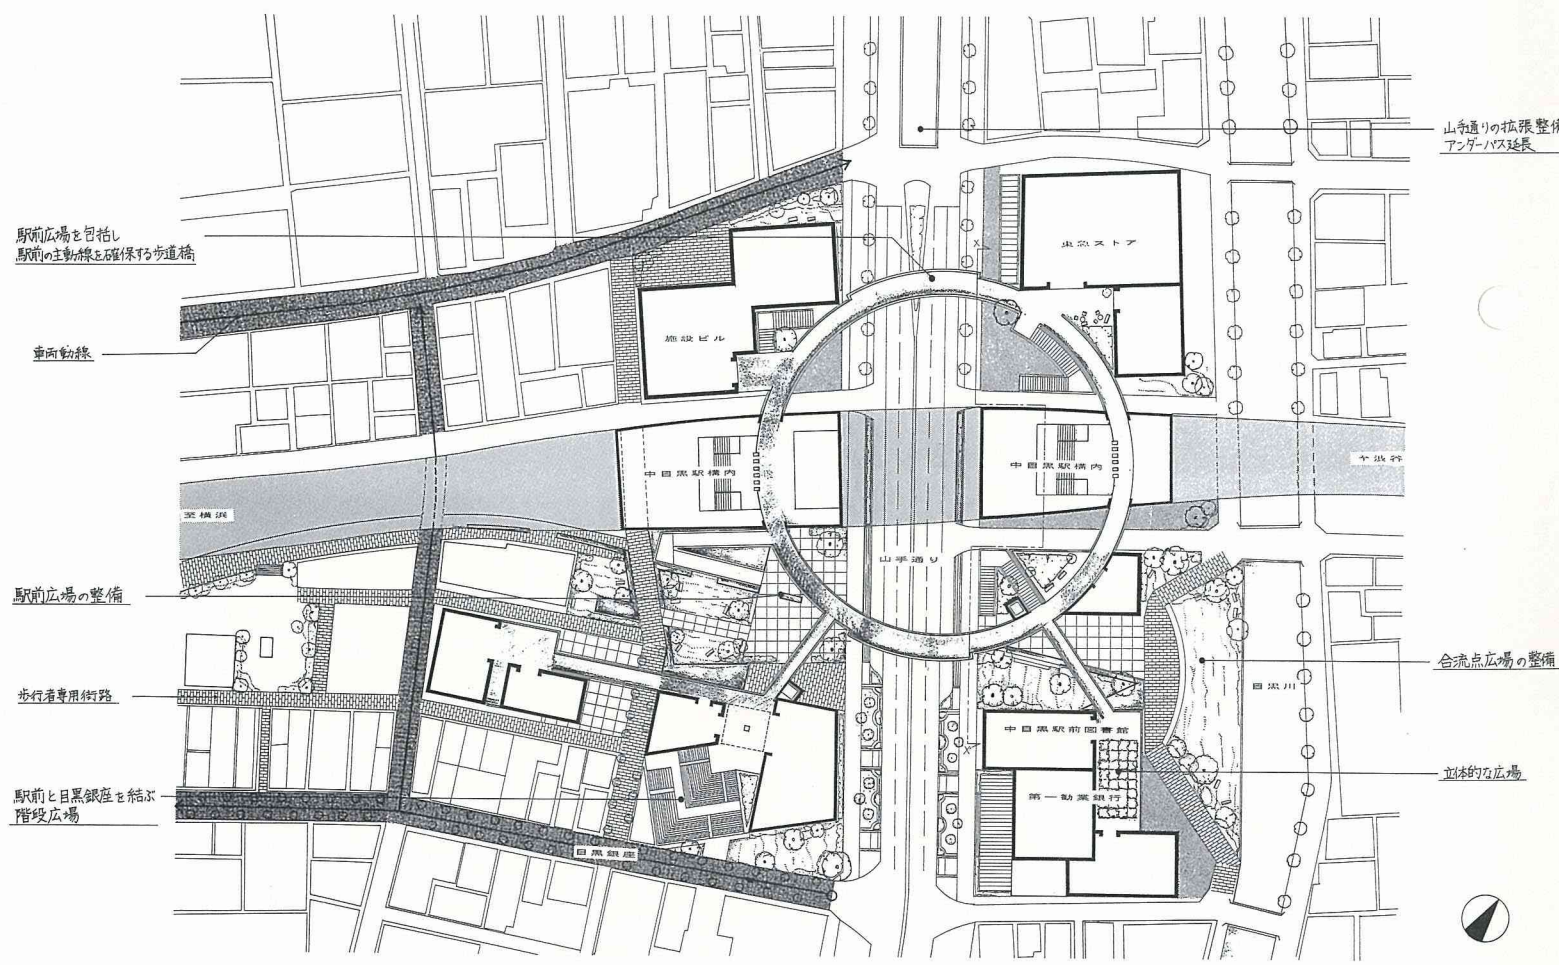 山手通りの拡張整備
アンダーパス延長
駅前広場を包括し
駅前の主動線を確保する歩道橋
東急ストア
施設ビル
車両動線
中目黒駅構内
中目黒駅構内
至横浜
山手通り
駅前広場の整備
合流点広場の整備
目黒川
歩行者専用街路
中目黒駅前図書館
立体的な広場
第一勧業銀行
駅前と目黒銀座を結ぶ
階段広場
目黒銀座
X
X'